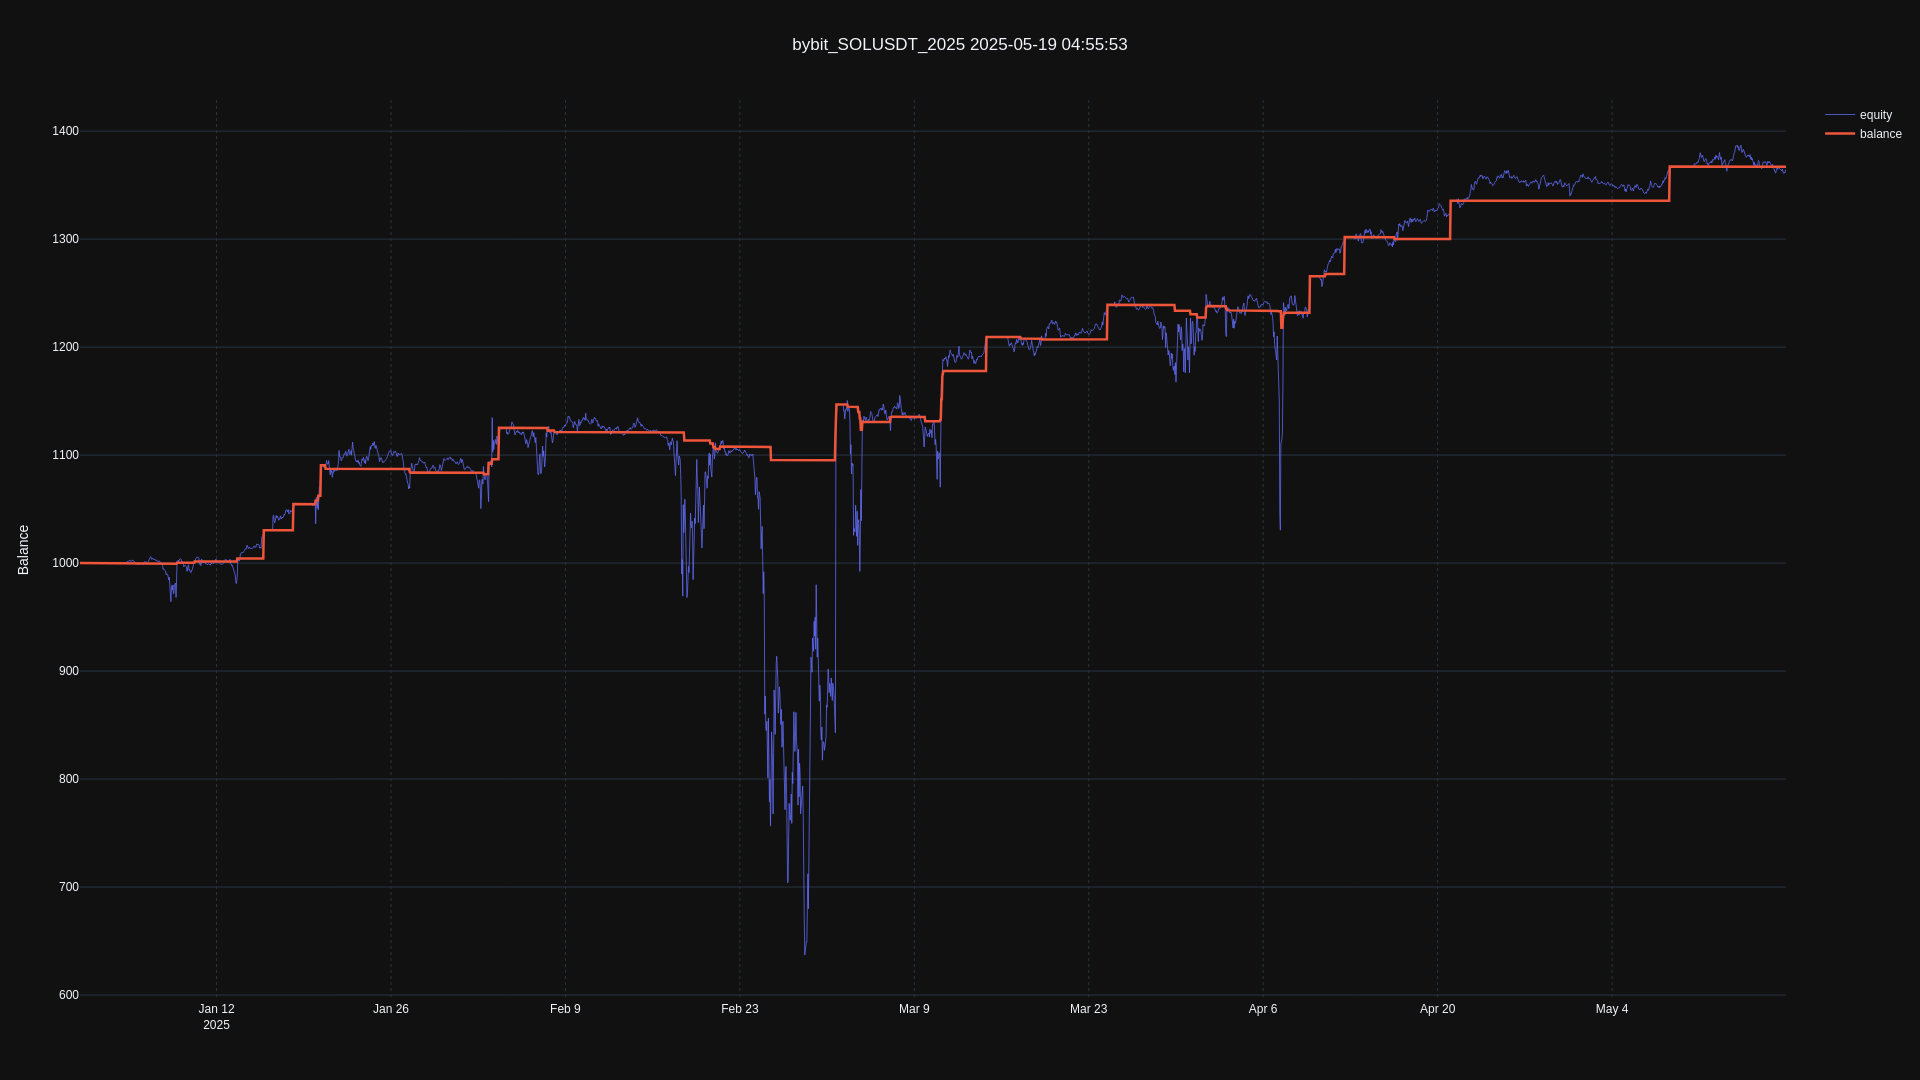 bybit_SOLUSDT_2025 2025-05-19 04:55:53
equity
balance
Balance
1400
1300
1200
1100
1000
900
800
700
600
Jan 12
2025
Jan 26
Feb 9
Feb 23
Mar 9
Mar 23
Apr 6
Apr 20
May 4